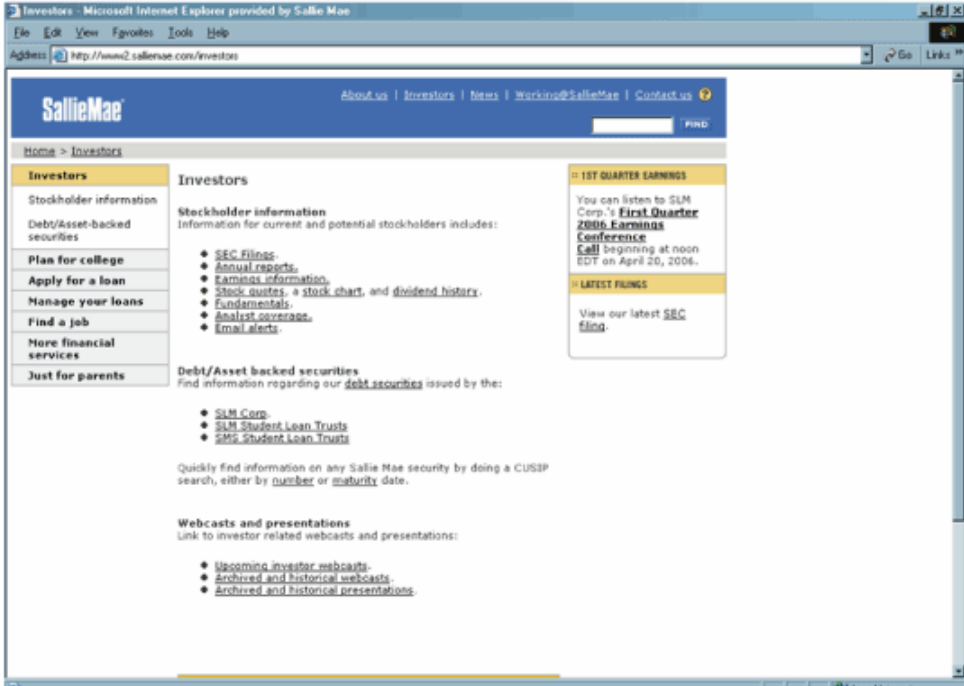 Investors - Microsoft Internet Explorer provided by Sallie Mae
File Edit View Favorites Tools Help
Address http://www2.salliemae.com/investors Go Links »
SallieMae
About us | Investors | News | Working@SallieMae | Contact us ?
FIND
Home > Investors
Investors
Stockholder information
Debt/Asset-backed
securities
Plan for college
Apply for a loan
Manage your loans
Find a job
More financial
services
Just for parents
Investors
Stockholder information
Information for current and potential stockholders includes:
SEC Filings.
Annual reports.
Earnings information.
Stock quotes, a stock chart, and dividend history.
Fundamentals.
Analyst coverage.
Email alerts.
Debt/Asset backed securities
Find information regarding our debt securities issued by the:
SLM Corp.
SLM Student Loan Trusts
SMS Student Loan Trusts
Quickly find information on any Sallie Mae security by doing a CUSIP
search, either by number or maturity date.
Webcasts and presentations
Link to investor related webcasts and presentations:
Upcoming investor webcasts.
Archived and historical webcasts.
Archived and historical presentations.
1ST QUARTER EARNINGS
You can listen to SLM
Corp.'s First Quarter
2006 Earnings
Conference
Call beginning at noon
EDT on April 20, 2006.
LATEST FILINGS
View our latest SEC
filing.